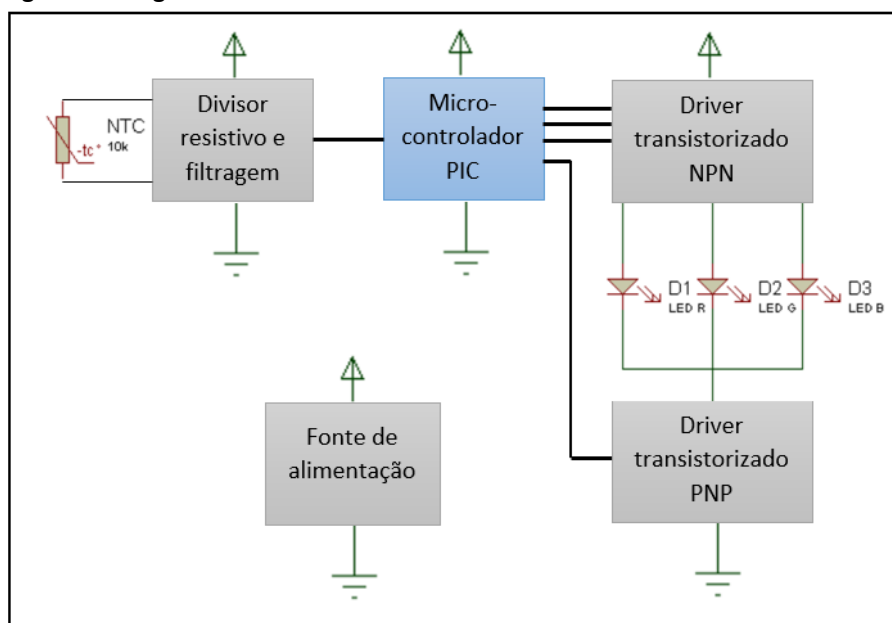 Divisor
resistivo e
filtragem
NTC
10k
-tc°
Micro-
controlador
PIC
Driver
transistorizado
NPN
D1
LED R
D2
LED G
D3
LED B
Fonte de
alimentação
Driver
transistorizado
PNP